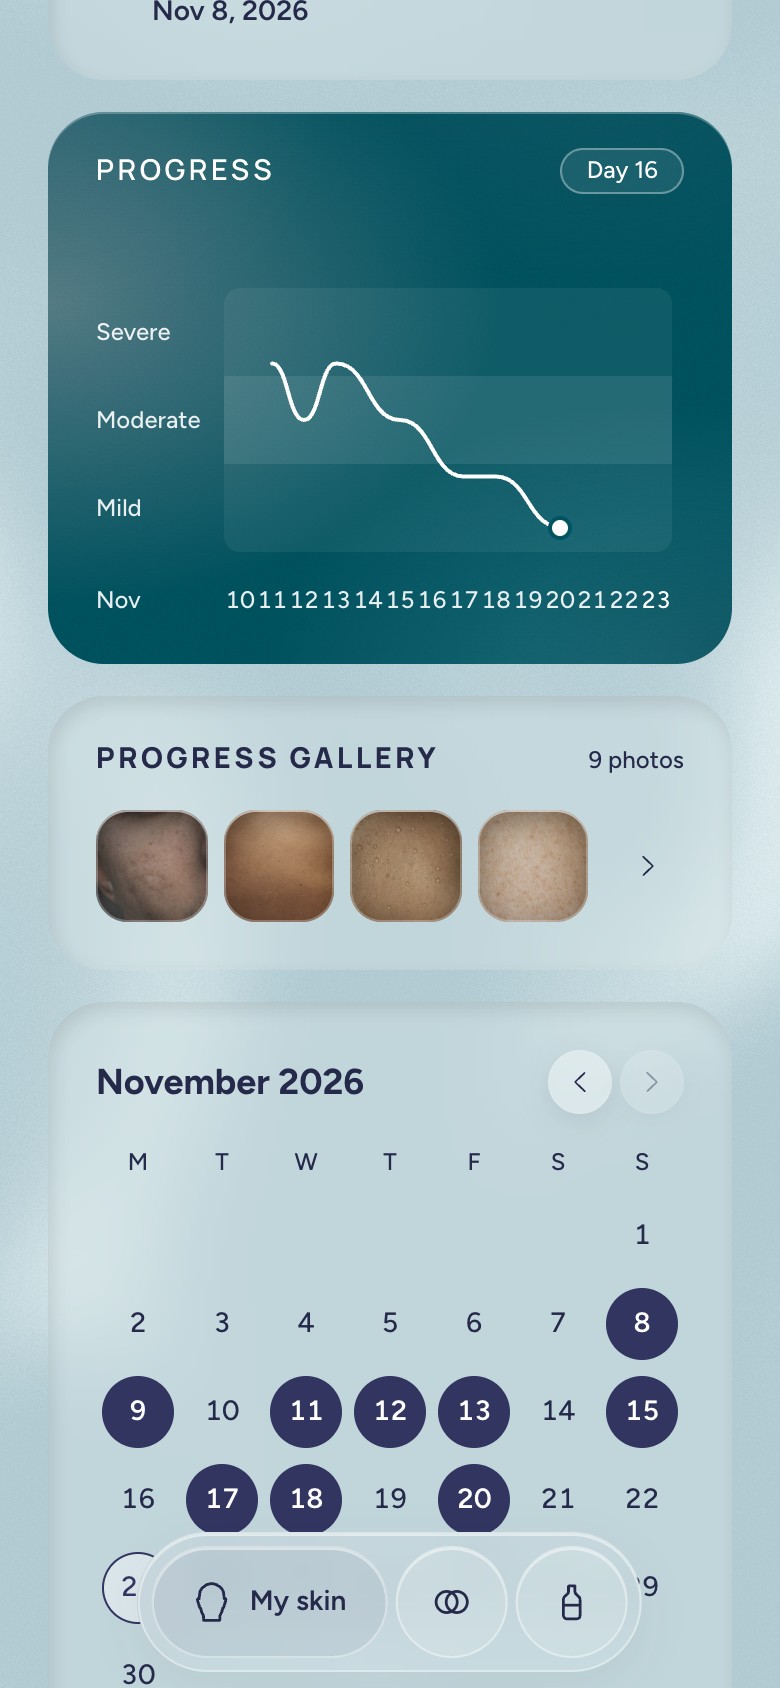 Nov 8, 2026
PROGRESS
Day 16
Severe
Moderate
Mild
Nov 10 11 12 13 14 15 16 17 18 19 20 21 22 23
PROGRESS GALLERY
9 photos
November 2026
M T W T F S S
1
2 3 4 5 6 7 8
9 10 11 12 13 14 15
16 17 18 19 20 21 22
30
My skin